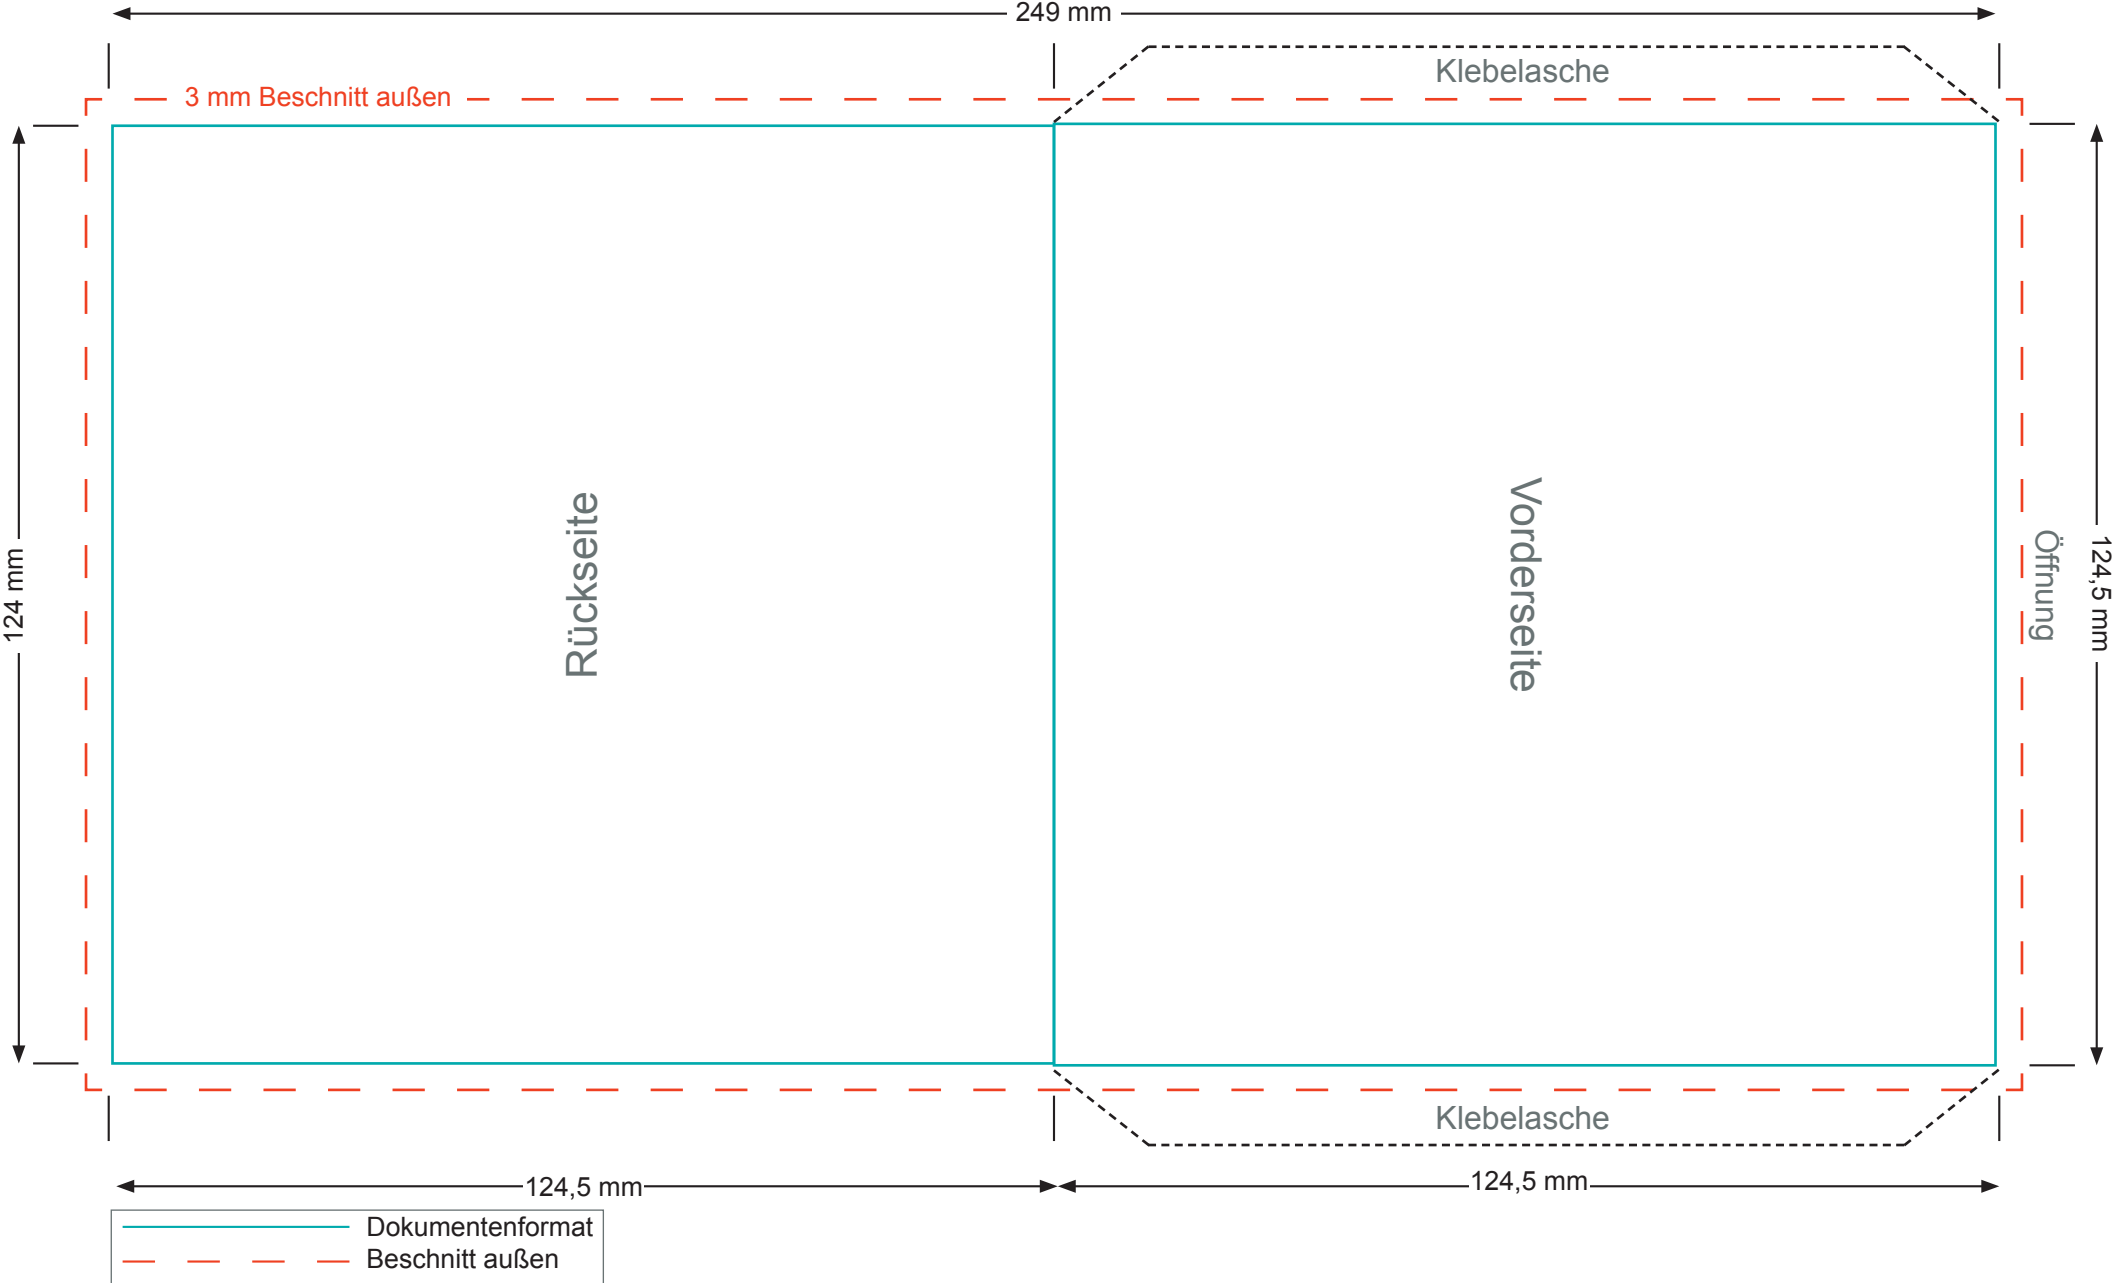 249 mm
Klebelasche
3 mm Beschnitt außen
124 mm
Rückseite
Vorderseite
Öffnung
124,5 mm
Klebelasche
124,5 mm
124,5 mm
Dokumentenformat
Beschnitt außen